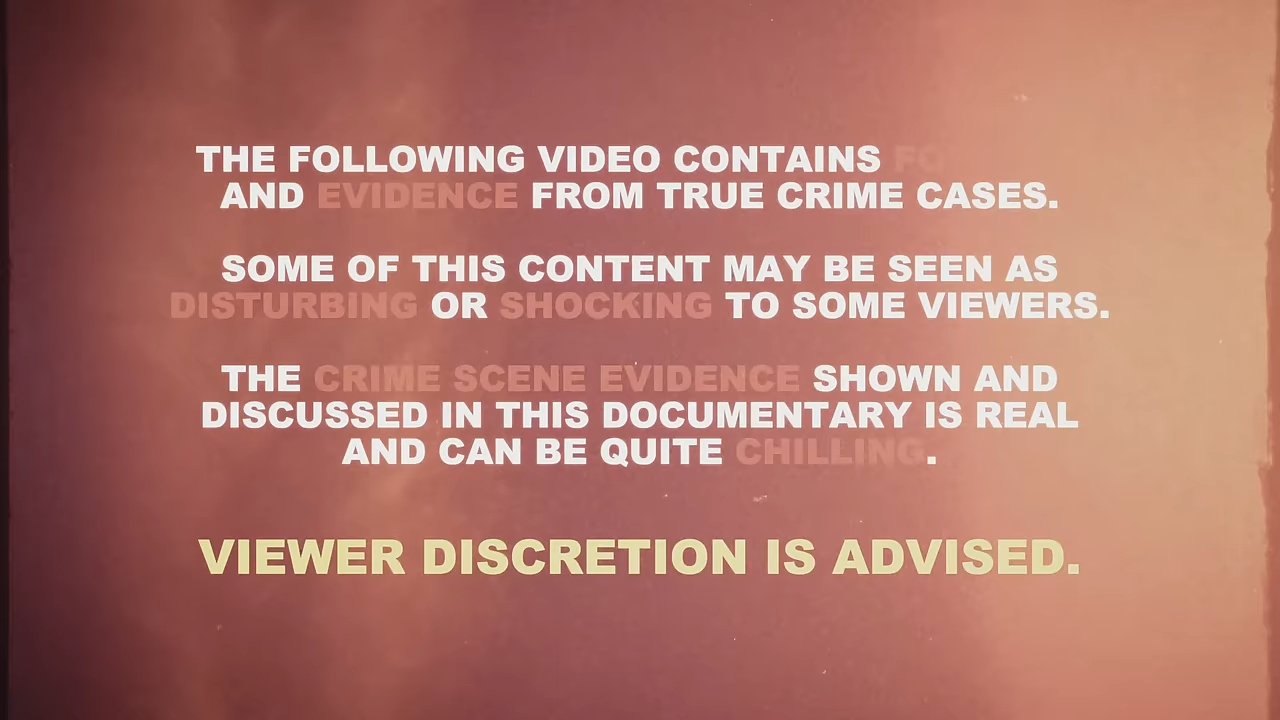 THE FOLLOWING VIDEO CONTAINS
AND EVIDENCE FROM TRUE CRIME CASES.
SOME OF THIS CONTENT MAY BE SEEN AS
DISTURBING OR SHOCKING TO SOME VIEWERS.
THE CRIME SCENE EVIDENCE SHOWN AND
DISCUSSED IN THIS DOCUMENTARY IS REAL
AND CAN BE QUITE CHILLING.
VIEWER DISCRETION IS ADVISED.